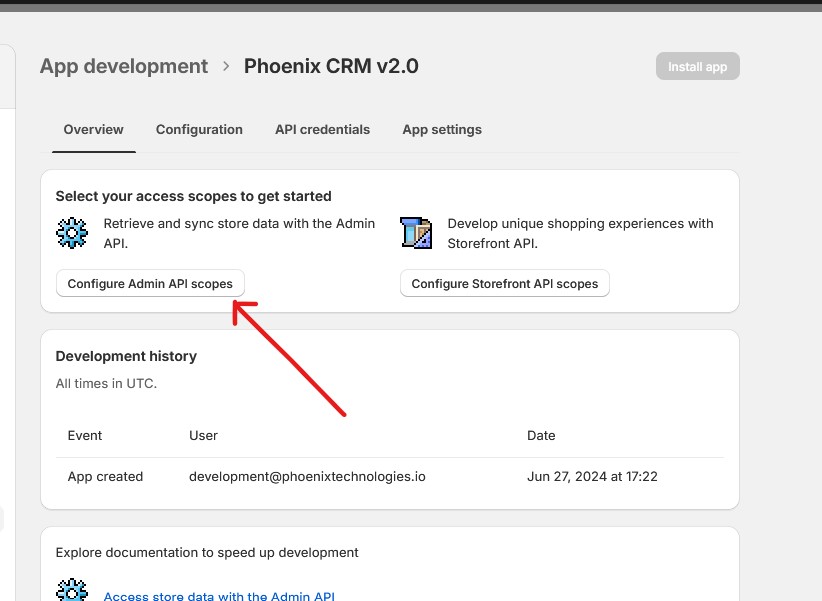 App development > Phoenix CRM v2.0
Install app
Overview Configuration API credentials App settings
Select your access scopes to get started
Retrieve and sync store data with the Admin
API.
Configure Admin API scopes
Develop unique shopping experiences with
Storefront API.
Configure Storefront API scopes
Development history
All times in UTC.
Event User Date
App created development@phoenixtechnologies.io Jun 27, 2024 at 17:22
Explore documentation to speed up development
Access store data with the Admin API